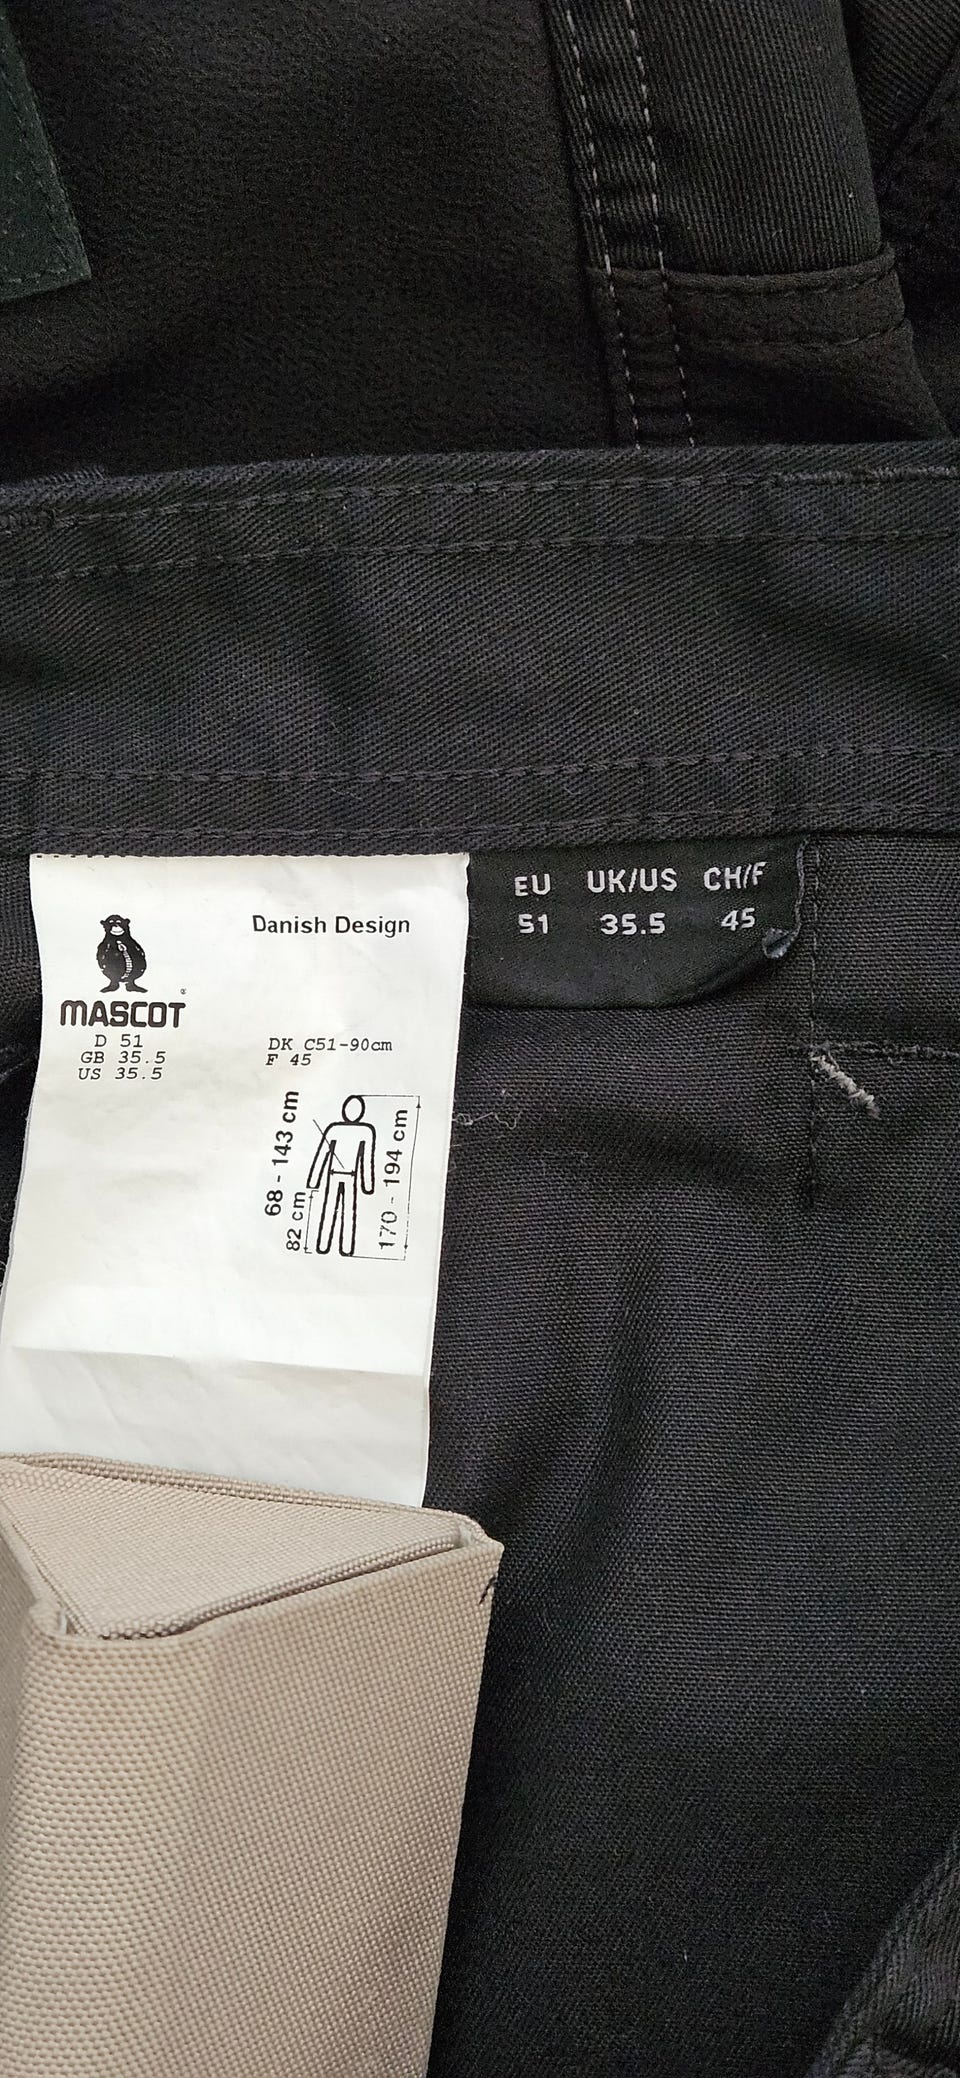 EU UK/US CH/F
51 35.5 45
Danish Design
MASCOT®
D 51
GB 35.5
US 35.5
DK C51-90cm
F 45
68 - 143 cm
82 cm
170 - 194 cm